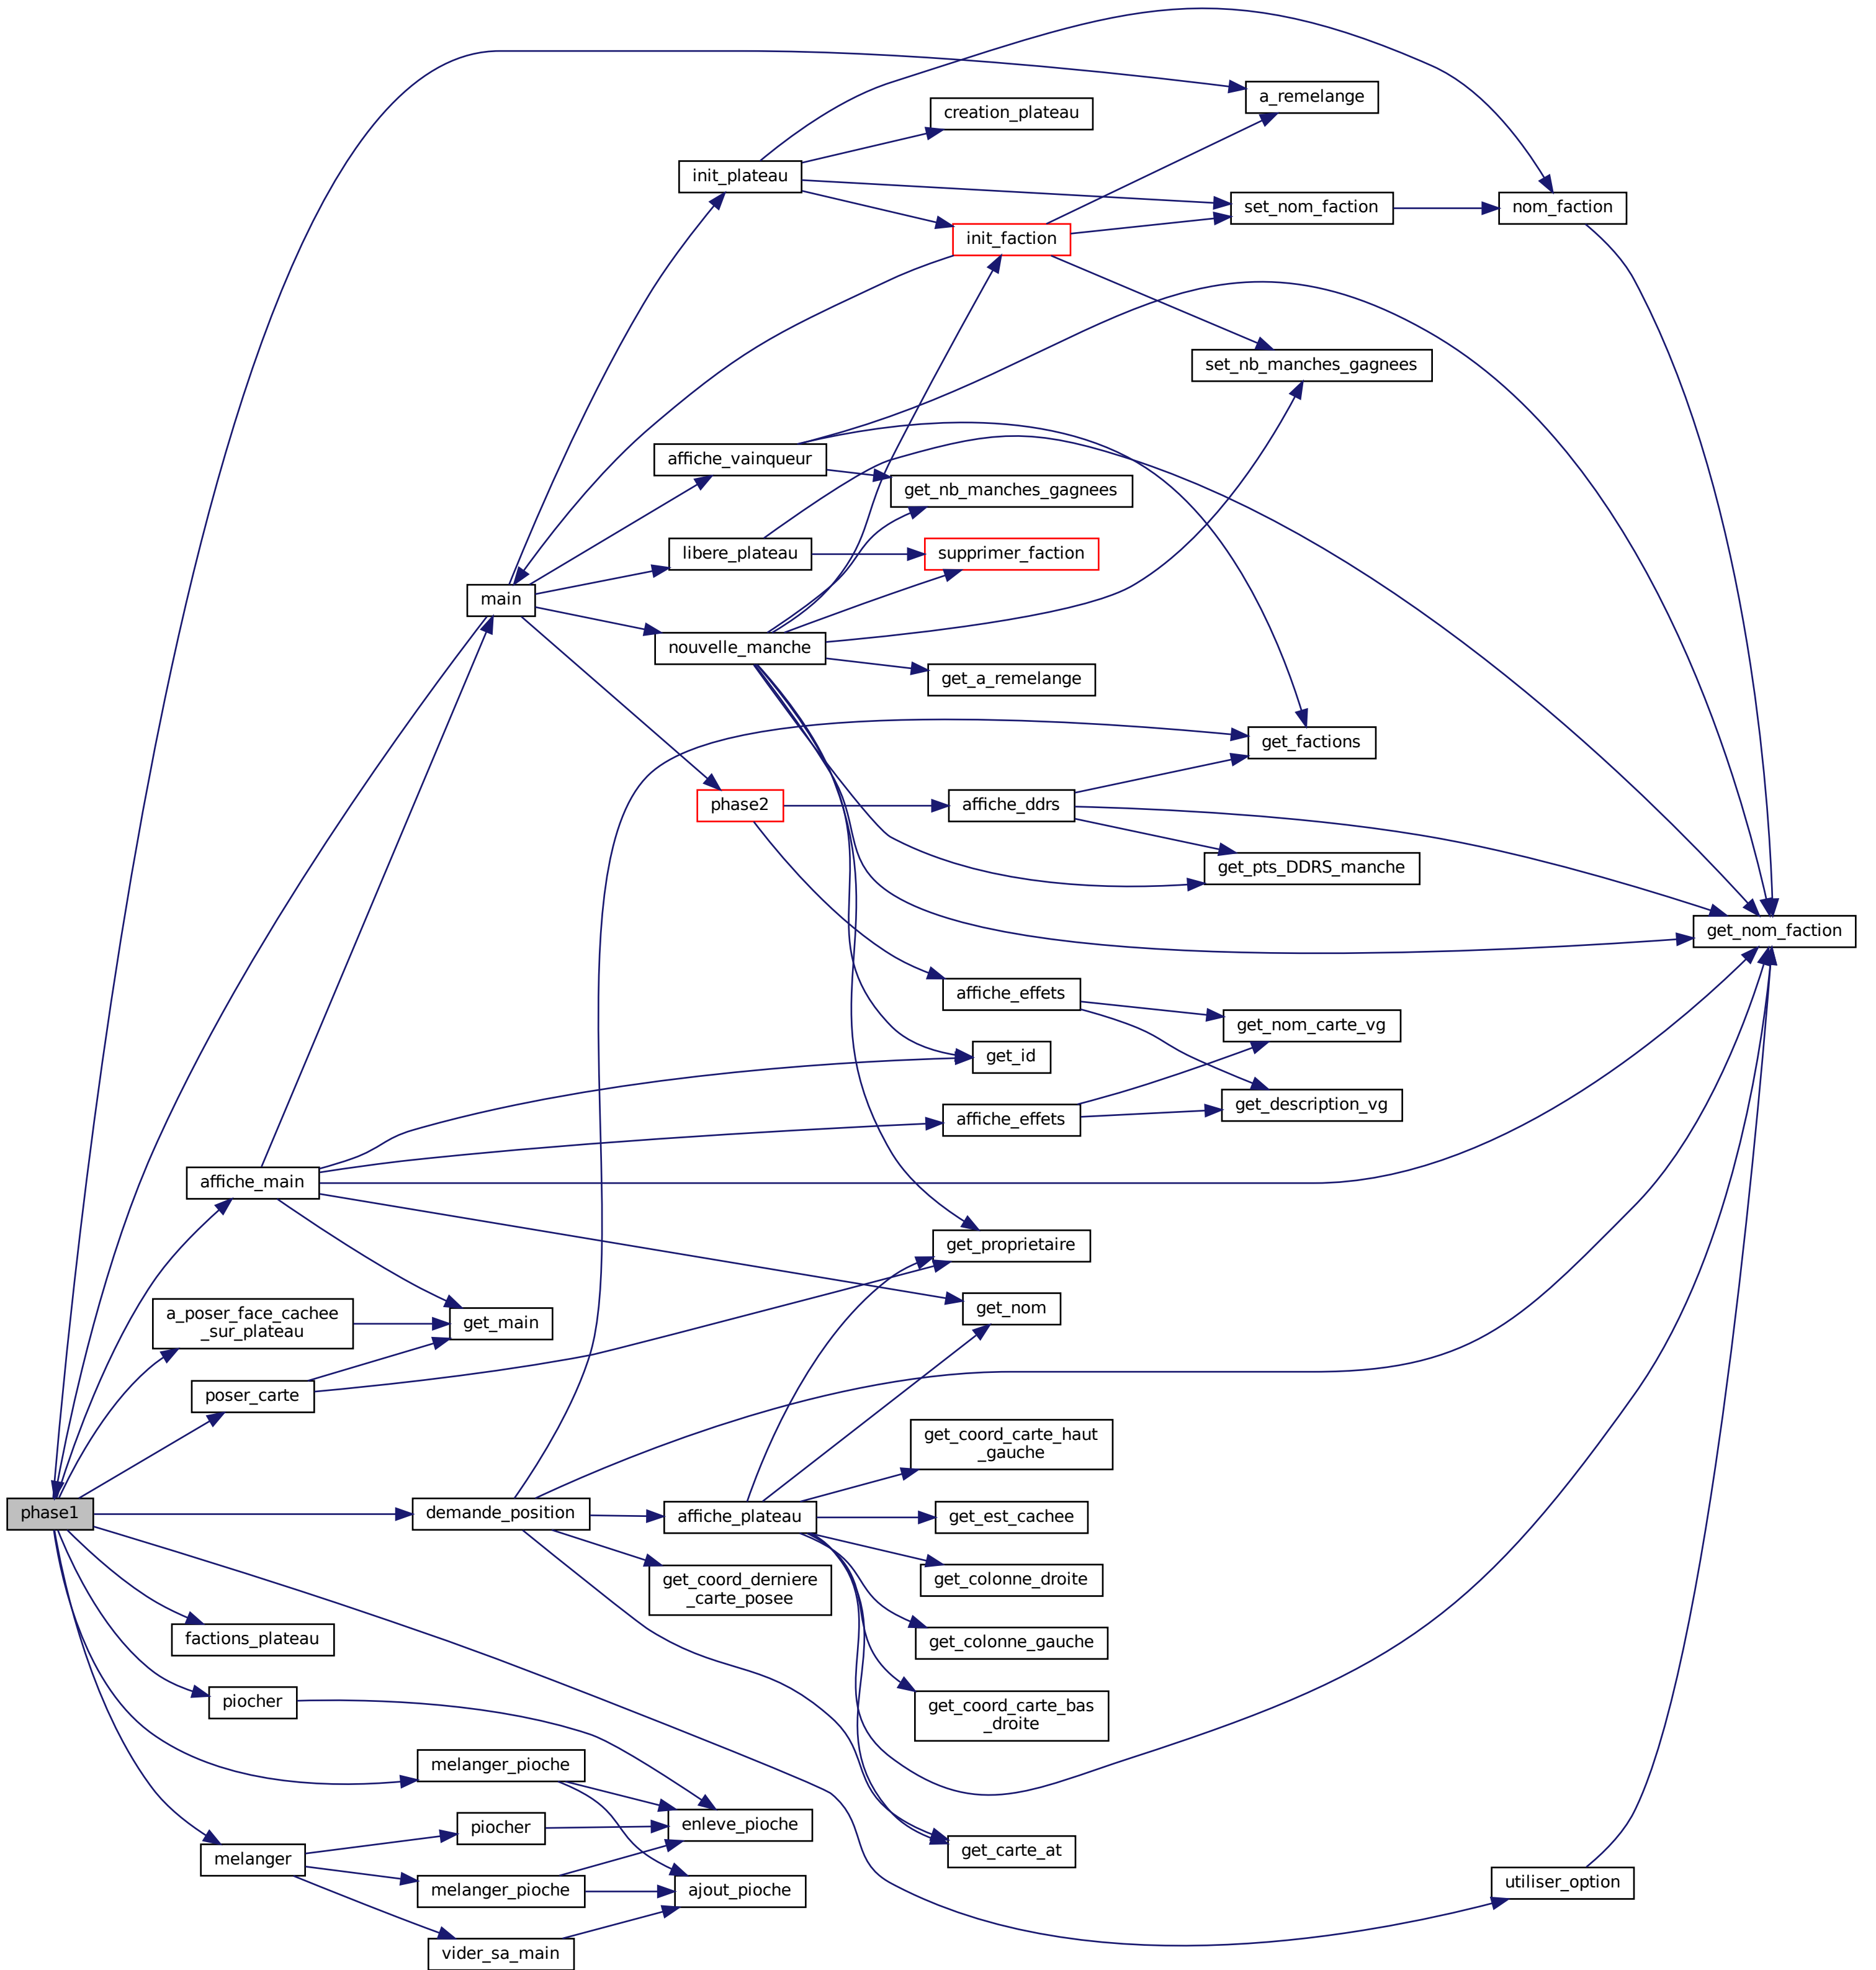 a_remelange
creation_plateau
init_plateau
set_nom_faction
nom_faction
init_faction
set_nb_manches_gagnees
affiche_vainqueur
get_nb_manches_gagnees
libere_plateau
supprimer_faction
main
nouvelle_manche
get_a_remelange
get_factions
phase2
affiche_ddrs
get_pts_DDRS_manche
get_nom_faction
affiche_effets
get_nom_carte_vg
get_id
get_description_vg
affiche_effets
affiche_main
get_proprietaire
a_poser_face_cachee
_sur_plateau
get_main
get_nom
poser_carte
get_coord_carte_haut
_gauche
phase1
demande_position
affiche_plateau
get_est_cachee
get_coord_derniere
_carte_posee
get_colonne_droite
factions_plateau
get_colonne_gauche
piocher
get_coord_carte_bas
_droite
melanger_pioche
piocher
enleve_pioche
melanger
get_carte_at
melanger_pioche
ajout_pioche
utiliser_option
vider_sa_main